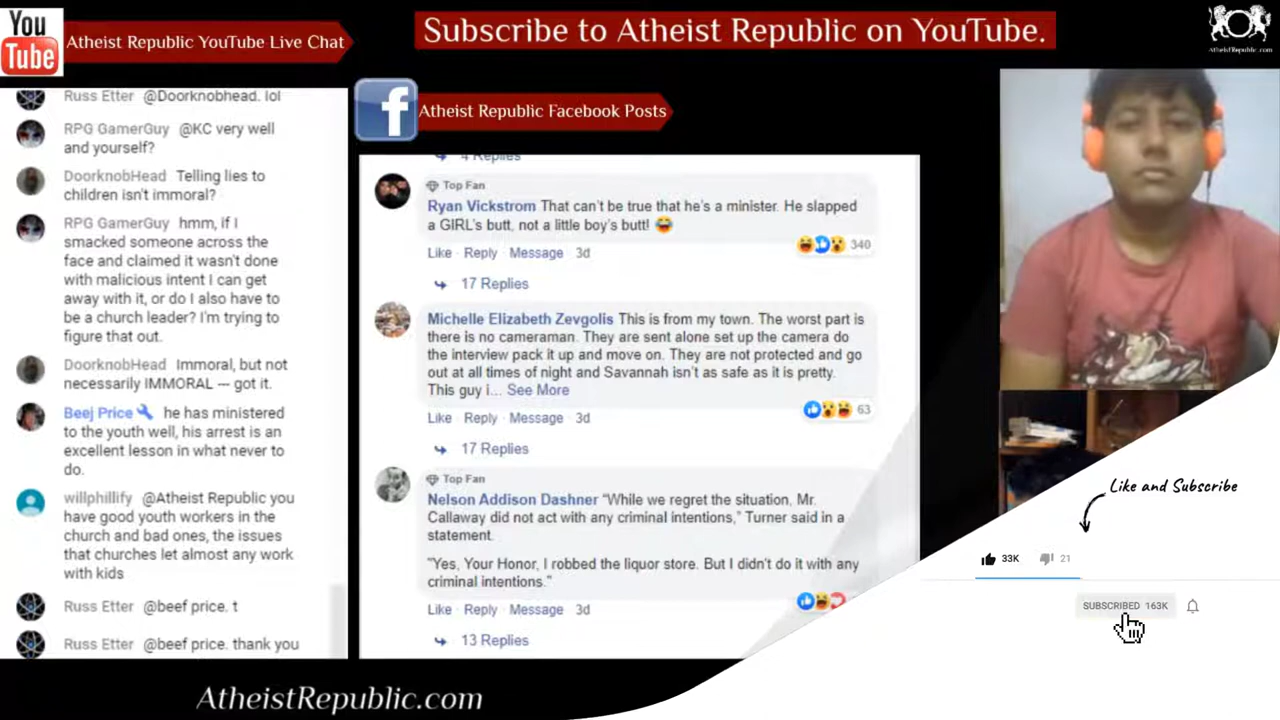 You
Tube
Atheist Republic YouTube Live Chat
Subscribe to Atheist Republic on YouTube.
AtheistRepublic.com
Russ Etter @Doorknobhead. lol
RPG GamerGuy @KC very well
and yourself?
DoorknobHead Telling lies to
children isn't immoral?
RPG GamerGuy hmm, if I
smacked someone across the
face and claimed it wasn't done
with malicious intent I can get
away with it, or do I also have to
be a church leader? I'm trying to
figure that out.
DoorknobHead Immoral, but not
necessarily IMMORAL --- got it.
Beej Price he has ministered
to the youth well, his arrest is an
excellent lesson in what never to
do.
willphillify @Atheist Republic you
have good youth workers in the
church and bad ones, the issues
that churches let almost any work
with kids
Russ Etter @beef price. t
Russ Etter @beef price. thank you
f
Atheist Republic Facebook Posts
4 Replies
Top Fan
Ryan Vickstrom That can't be true that he's a minister. He slapped
a GIRL's butt, not a little boy's butt!
340
Like · Reply · Message · 3d
17 Replies
Michelle Elizabeth Zevgolis This is from my town. The worst part is
there is no cameraman. They are sent alone set up the camera do
the interview pack it up and move on. They are not protected and go
out at all times of night and Savannah isn't as safe as it is pretty.
This guy i... See More
63
Like · Reply · Message · 3d
17 Replies
Top Fan
Nelson Addison Dashner "While we regret the situation, Mr.
Callaway did not act with any criminal intentions," Turner said in a
statement.
"Yes, Your Honor, I robbed the liquor store. But I didn't do it with any
criminal intentions."
Like · Reply · Message · 3d
13 Replies
Like and Subscribe
33K 21
SUBSCRIBED 163K
AtheistRepublic.com